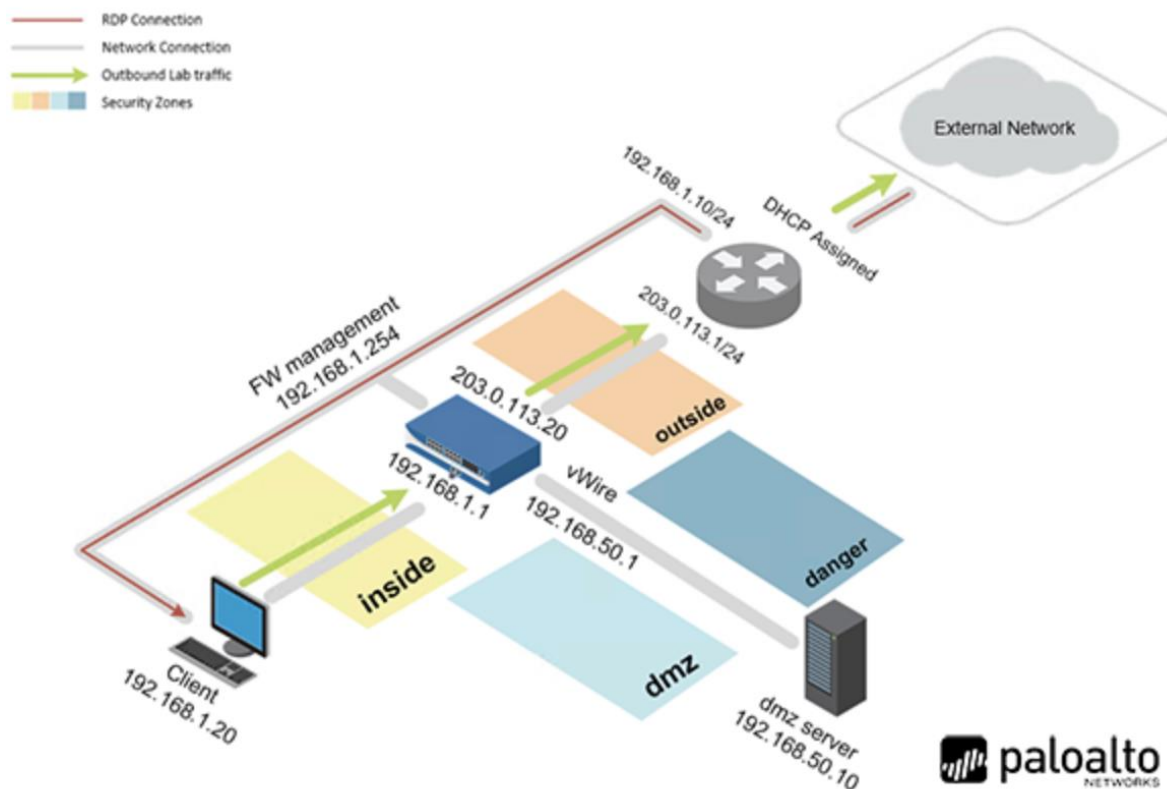 RDP Connection
Network Connection
Outbound Lab traffic
Security Zones
External Network
192.168.1.10/24
DHCP Assigned
203.0.113.1/24
FW management
192.168.1.254
203.0.113.20
outside
192.168.1.1
vWire
192.168.50.1
danger
inside
dmz
Client
192.168.1.20
dmz server
192.168.50.10
paloalto
NETWORKS